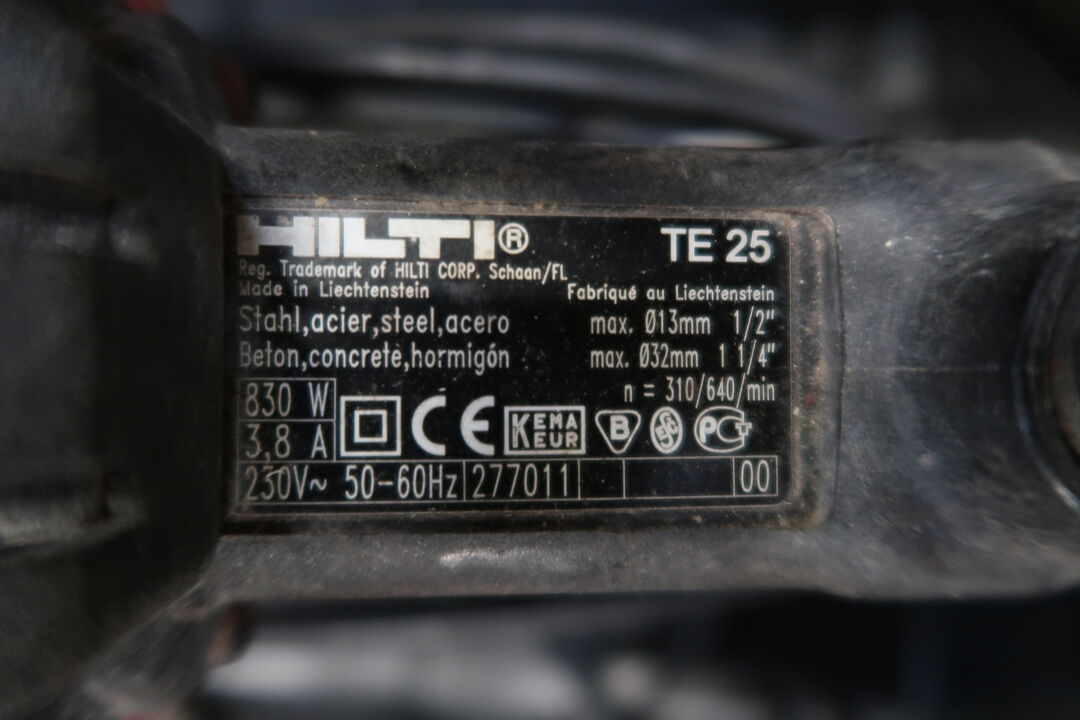 HILTI® TE 25
Reg. Trademark of HILTI CORP. Schaan/FL
Made in Liechtenstein Fabriqué au Liechtenstein
Stahl,acier,steel,acero max. Ø13mm 1/2"
Beton,concrete,hormigón max. Ø32mm 1 1/4"
n = 310/640/min
830 W
3,8 A
CE KEMA KEUR B PCT
230V~ 50-60Hz 277011 00